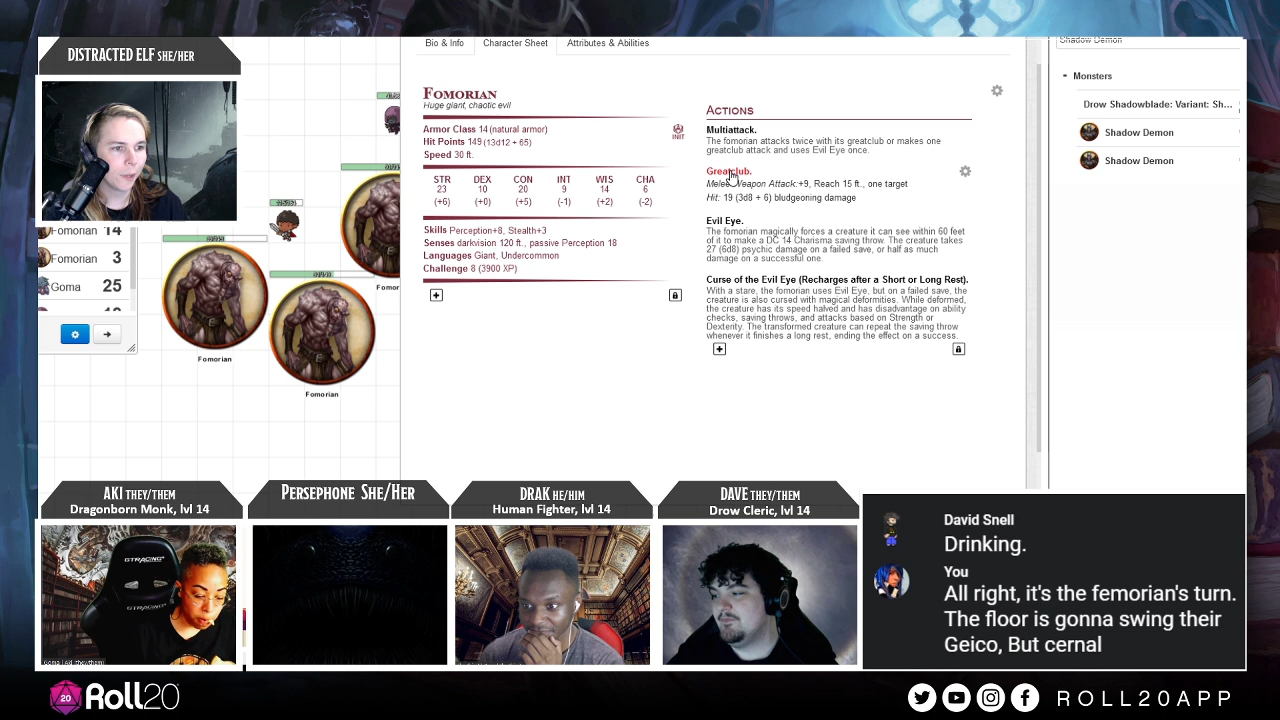 DISTRACTED ELF SHE/HER
Fomorian 14
Fomorian 3
Goma 25
Fomorian
Fomorian
Bio & Info
Character Sheet
Attributes & Abilities
FOMORIAN
Huge giant, chaotic evil
Armor Class 14 (natural armor)
Hit Points 149 (13d12 + 65)
Speed 30 ft.
STR DEX CON INT WIS CHA
23 10 20 9 14 6
(+6) (+0) (+5) (-1) (+2) (-2)
Skills Perception+8, Stealth+3
Senses darkvision 120 ft., passive Perception 18
Languages Giant, Undercommon
Challenge 8 (3900 XP)
INIT
ACTIONS
Multiattack.
The fomorian attacks twice with its greatclub or makes one
greatclub attack and uses Evil Eye once.
Greatclub.
Melee Weapon Attack:+9, Reach 15 ft., one target
Hit: 19 (3d8 + 6) bludgeoning damage
Evil Eye.
The fomorian magically forces a creature it can see within 60 feet
of it to make a DC 14 Charisma saving throw. The creature takes
27 (6d8) psychic damage on a failed save, or half as much
damage on a successful one.
Curse of the Evil Eye (Recharges after a Short or Long Rest).
With a stare, the fomorian uses Evil Eye, but on a failed save, the
creature is also cursed with magical deformities. While deformed,
the creature has its speed halved and has disadvantage on ability
checks, saving throws, and attacks based on Strength or
Dexterity. The transformed creature can repeat the saving throw
whenever it finishes a long rest, ending the effect on a success.
Shadow Demon
Monsters
Drow Shadowblade: Variant: Sh...
Shadow Demon
Shadow Demon
AKI THEY/THEM
Dragonborn Monk, lvl 14
PERSEPHONE SHE/HER
DRAK HE/HIM
Human Fighter, lvl 14
DAVE THEY/THEM
Drow Cleric, lvl 14
GTRACING
GTRACING
David Snell
Drinking.
You
All right, it's the femorian's turn.
The floor is gonna swing their
Geico, But cernal
20 Roll20
ROLL20APP